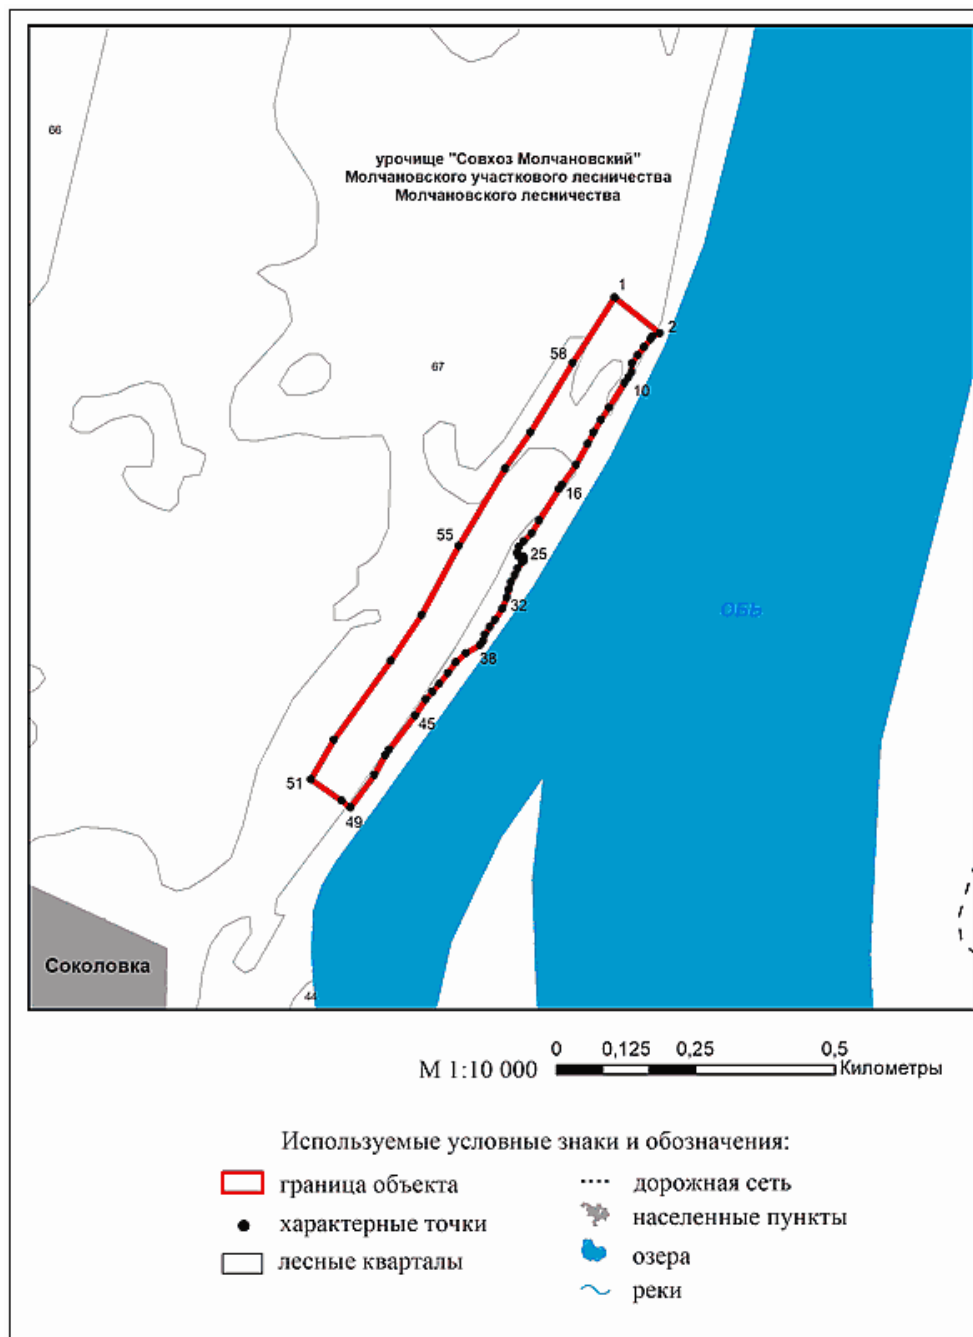 66
урочище "Совхоз Молчановский"
Молчановского участкового лесничества
Молчановского лесничества
1
2
58
67
10
16
55
25
ОБЬ
32
38
45
51
49
Соколовка
44
0 0,125 0,25 0,5
М 1:10 000 Километры
Используемые условные знаки и обозначения:
граница объекта
характерные точки
лесные кварталы
дорожная сеть
населенные пункты
озера
реки